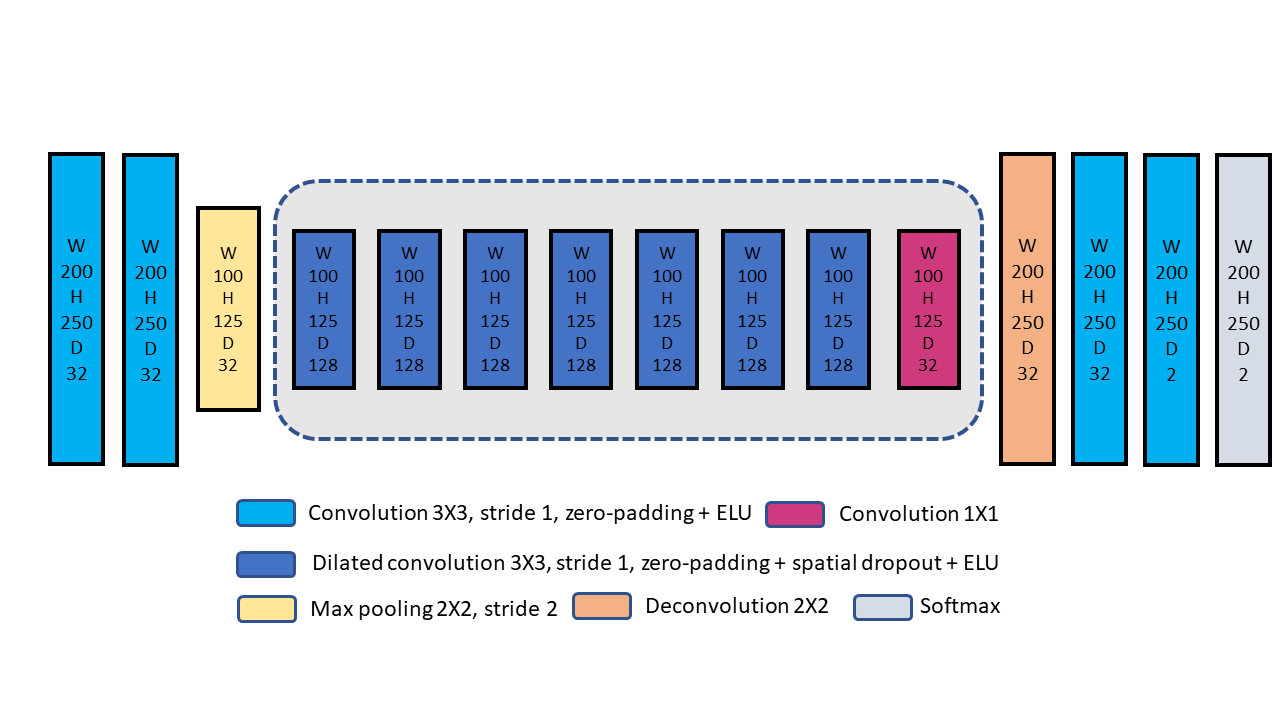 W
200
H
250
D
32
W
200
H
250
D
32
W
100
H
125
D
32
W
100
H
125
D
128
W
100
H
125
D
128
W
100
H
125
D
128
W
100
H
125
D
128
W
100
H
125
D
128
W
100
H
125
D
128
W
100
H
125
D
128
W
100
H
125
D
32
W
200
H
250
D
32
W
200
H
250
D
32
W
200
H
250
D
2
W
200
H
250
D
2
Convolution 3X3, stride 1, zero-padding + ELU
Convolution 1X1
Dilated convolution 3X3, stride 1, zero-padding + spatial dropout + ELU
Max pooling 2X2, stride 2
Deconvolution 2X2
Softmax